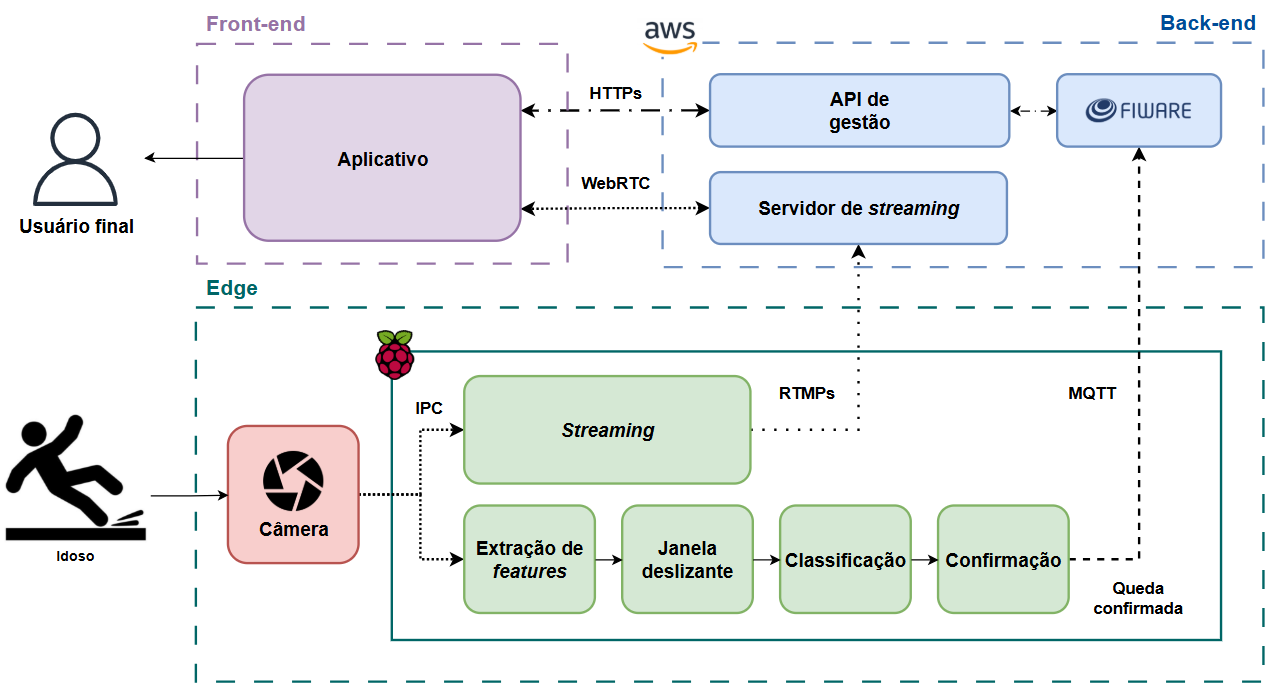 Front-end
aws
Back-end
HTTPs
API de
gestão
FIWARE
Aplicativo
WebRTC
Servidor de streaming
Usuário final
Edge
IPC
RTMPs
MQTT
Streaming
Câmera
Idoso
Extração de
features
Janela
deslizante
Classificação
Confirmação
Queda
confirmada